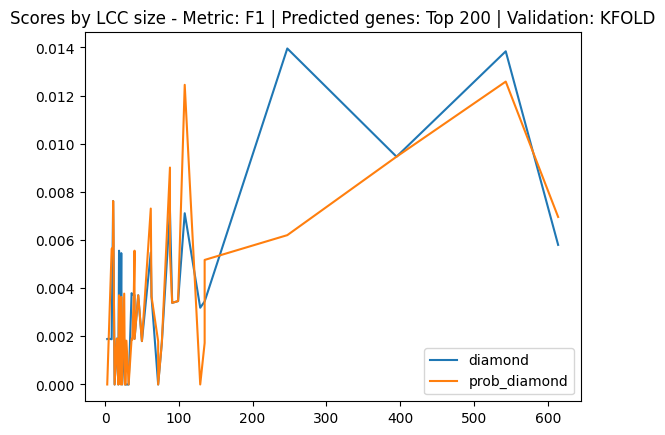 Scores by LCC size - Metric: F1 | Predicted genes: Top 200 | Validation: KFOLD
0.014
0.012
0.010
0.008
0.006
0.004
0.002
0.000
diamond
prob_diamond
0 100 200 300 400 500 600